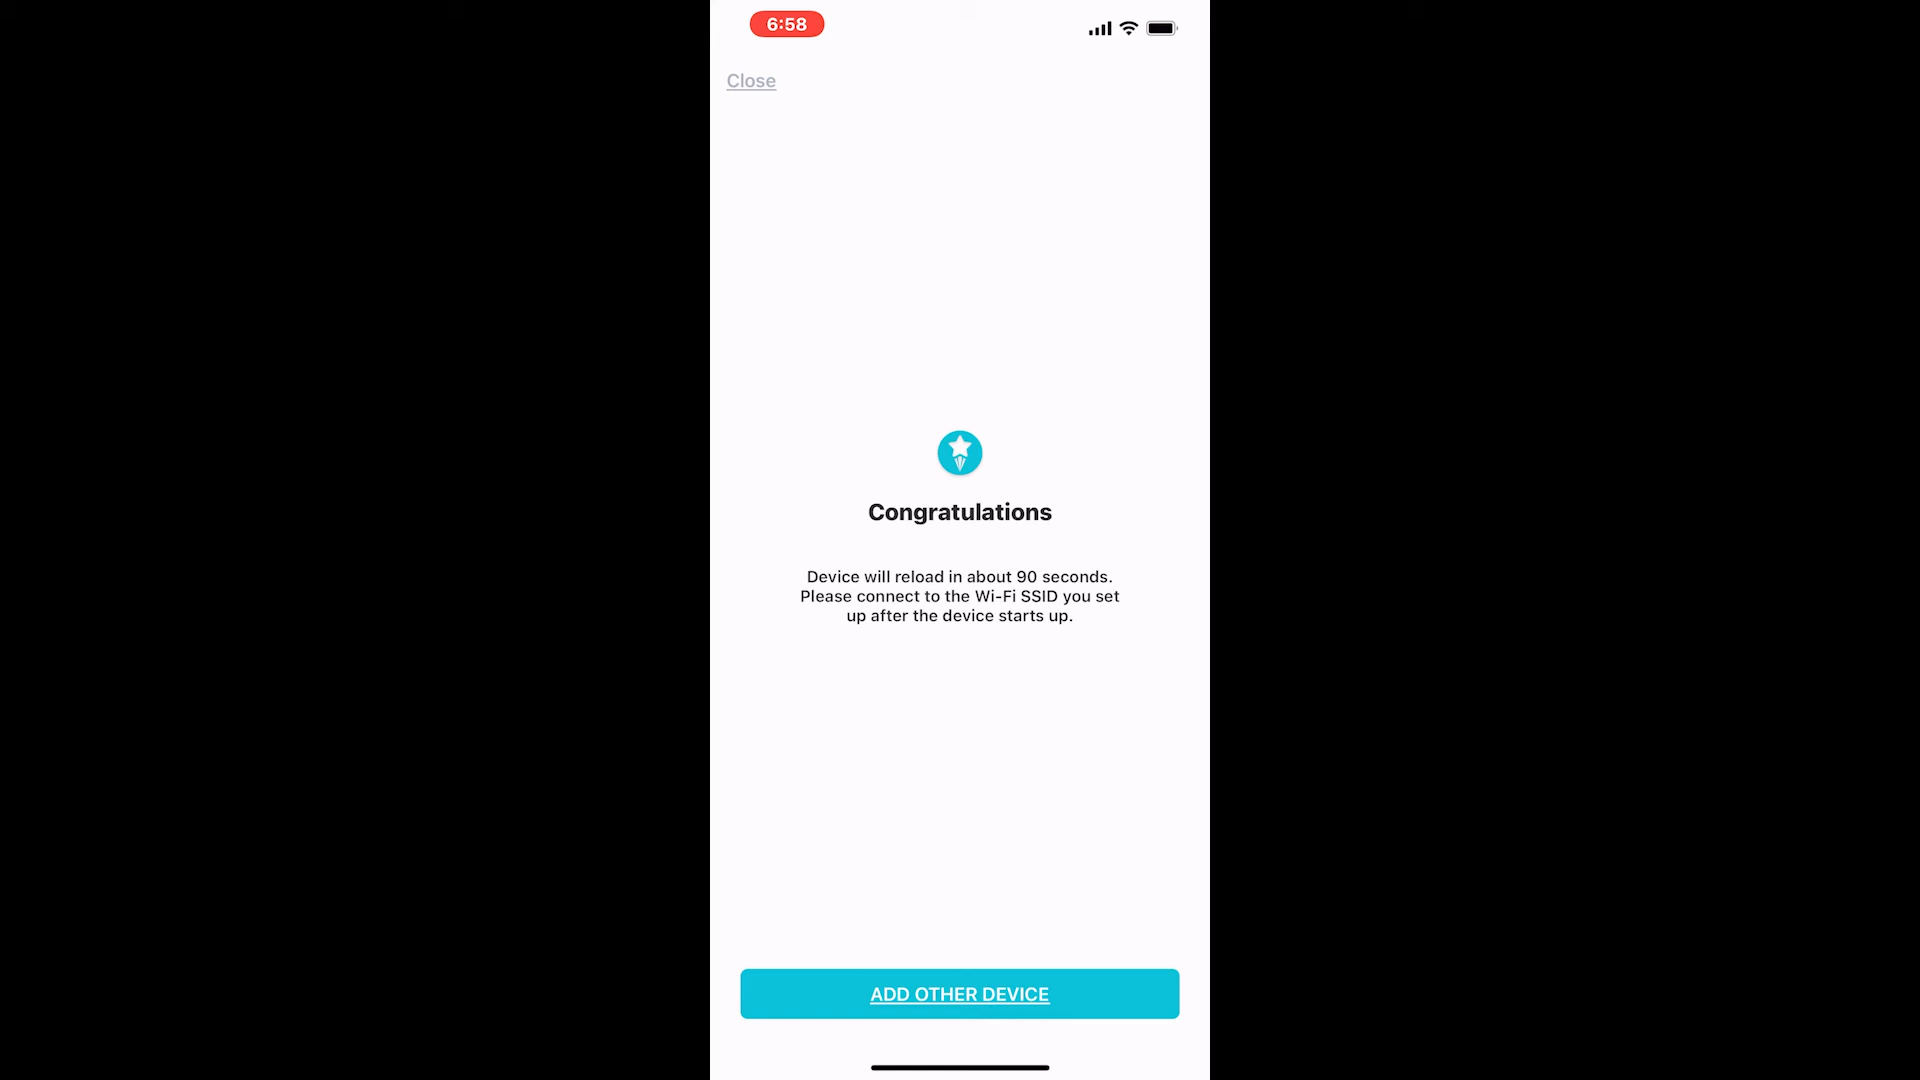 6:58
Close
Congratulations
Device will reload in about 90 seconds.
Please connect to the Wi-Fi SSID you set
up after the device starts up.
ADD OTHER DEVICE